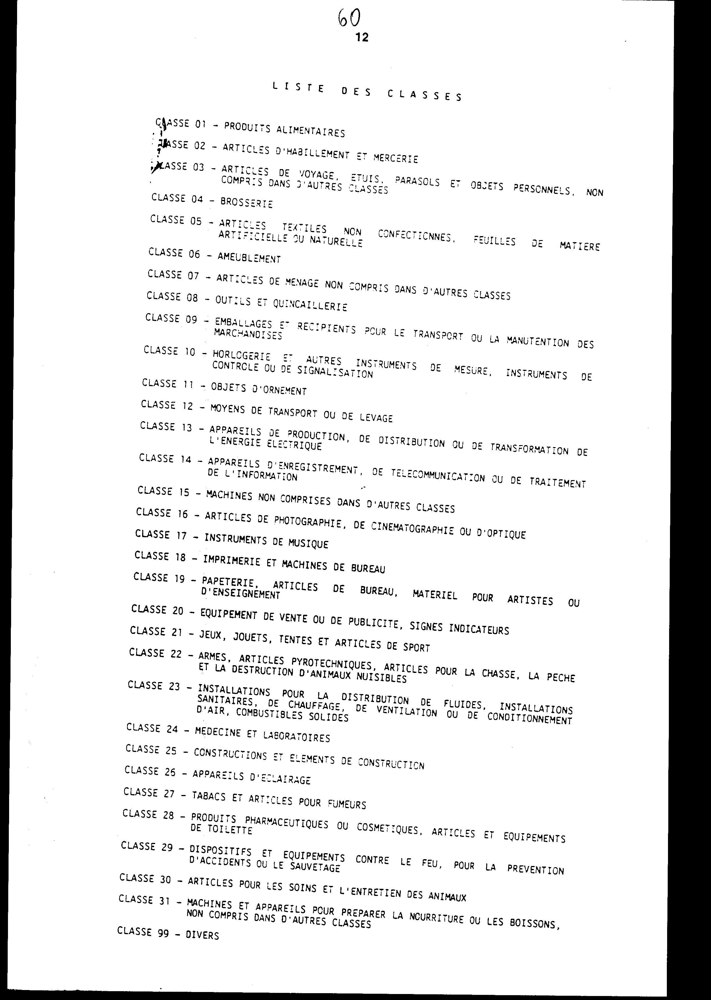 60
12
LISTE DES CLASSES
CLASSE 01 - PRODUITS ALIMENTAIRES
CLASSE 02 - ARTICLES D'HABILLEMENT ET MERCERIE
CLASSE 03 - ARTICLES DE VOYAGE, ETUIS, PARASOLS ET OBJETS PERSONNELS, NON
COMPRIS DANS D'AUTRES CLASSES
CLASSE 04 - BROSSERIE
CLASSE 05 - ARTICLES TEXTILES NON CONFECTIONNES, FEUILLES DE MATIERE
ARTIFICIELLE OU NATURELLE
CLASSE 06 - AMEUBLEMENT
CLASSE 07 - ARTICLES DE MENAGE NON COMPRIS DANS D'AUTRES CLASSES
CLASSE 08 - OUTILS ET QUINCAILLERIE
CLASSE 09 - EMBALLAGES ET RECIPIENTS POUR LE TRANSPORT OU LA MANUTENTION DES
MARCHANDISES
CLASSE 10 - HORLOGERIE ET AUTRES INSTRUMENTS DE MESURE, INSTRUMENTS DE
CONTROLE OU DE SIGNALISATION
CLASSE 11 - OBJETS D'ORNEMENT
CLASSE 12 - MOYENS DE TRANSPORT OU DE LEVAGE
CLASSE 13 - APPAREILS DE PRODUCTION, DE DISTRIBUTION OU DE TRANSFORMATION DE
L'ENERGIE ELECTRIQUE
CLASSE 14 - APPAREILS D'ENREGISTREMENT, DE TELECOMMUNICATION OU DE TRAITEMENT
DE L'INFORMATION
CLASSE 15 - MACHINES NON COMPRISES DANS D'AUTRES CLASSES
CLASSE 16 - ARTICLES DE PHOTOGRAPHIE, DE CINEMATOGRAPHIE OU D'OPTIQUE
CLASSE 17 - INSTRUMENTS DE MUSIQUE
CLASSE 18 - IMPRIMERIE ET MACHINES DE BUREAU
CLASSE 19 - PAPETERIE, ARTICLES DE BUREAU, MATERIEL POUR ARTISTES OU
D'ENSEIGNEMENT
CLASSE 20 - EQUIPEMENT DE VENTE OU DE PUBLICITE, SIGNES INDICATEURS
CLASSE 21 - JEUX, JOUETS, TENTES ET ARTICLES DE SPORT
CLASSE 22 - ARMES, ARTICLES PYROTECHNIQUES, ARTICLES POUR LA CHASSE, LA PECHE
ET LA DESTRUCTION D'ANIMAUX NUISIBLES
CLASSE 23 - INSTALLATIONS POUR LA DISTRIBUTION DE FLUIDES, INSTALLATIONS
SANITAIRES, DE CHAUFFAGE, DE VENTILATION OU DE CONDITIONNEMENT
D'AIR, COMBUSTIBLES SOLIDES
CLASSE 24 - MEDECINE ET LABORATOIRES
CLASSE 25 - CONSTRUCTIONS ET ELEMENTS DE CONSTRUCTION
CLASSE 26 - APPAREILS D'ECLAIRAGE
CLASSE 27 - TABACS ET ARTICLES POUR FUMEURS
CLASSE 28 - PRODUITS PHARMACEUTIQUES OU COSMETIQUES, ARTICLES ET EQUIPEMENTS
DE TOILETTE
CLASSE 29 - DISPOSITIFS ET EQUIPEMENTS CONTRE LE FEU, POUR LA PREVENTION
D'ACCIDENTS OU LE SAUVETAGE
CLASSE 30 - ARTICLES POUR LES SOINS ET L'ENTRETIEN DES ANIMAUX
CLASSE 31 - MACHINES ET APPAREILS POUR PREPARER LA NOURRITURE OU LES BOISSONS,
NON COMPRIS DANS D'AUTRES CLASSES
CLASSE 99 - DIVERS